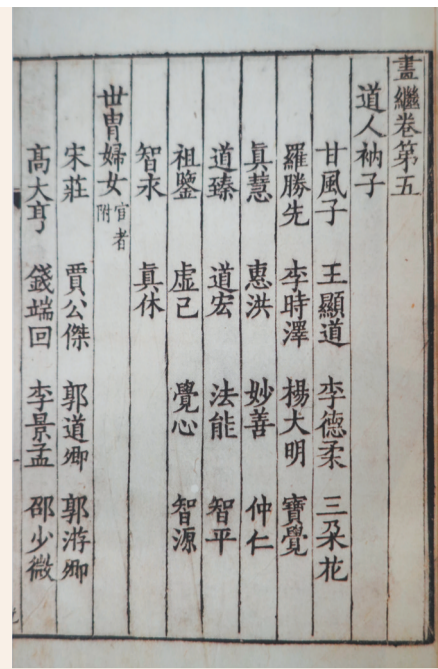 畫繼卷第五
道人衲子
甘風子 王顯道 李德柔 三朶花
羅勝先 李時澤 楊大明 寶覺
眞慧 惠洪 妙善 仲仁
道臻 道宏 法能 智平
祖鑒 虚己 覺心 智源
智永 眞休
世胄婦女宦者附
宋莊 賈公傑 郭道卿 郭游卿
高大亨 錢端回 李景孟 邵少微